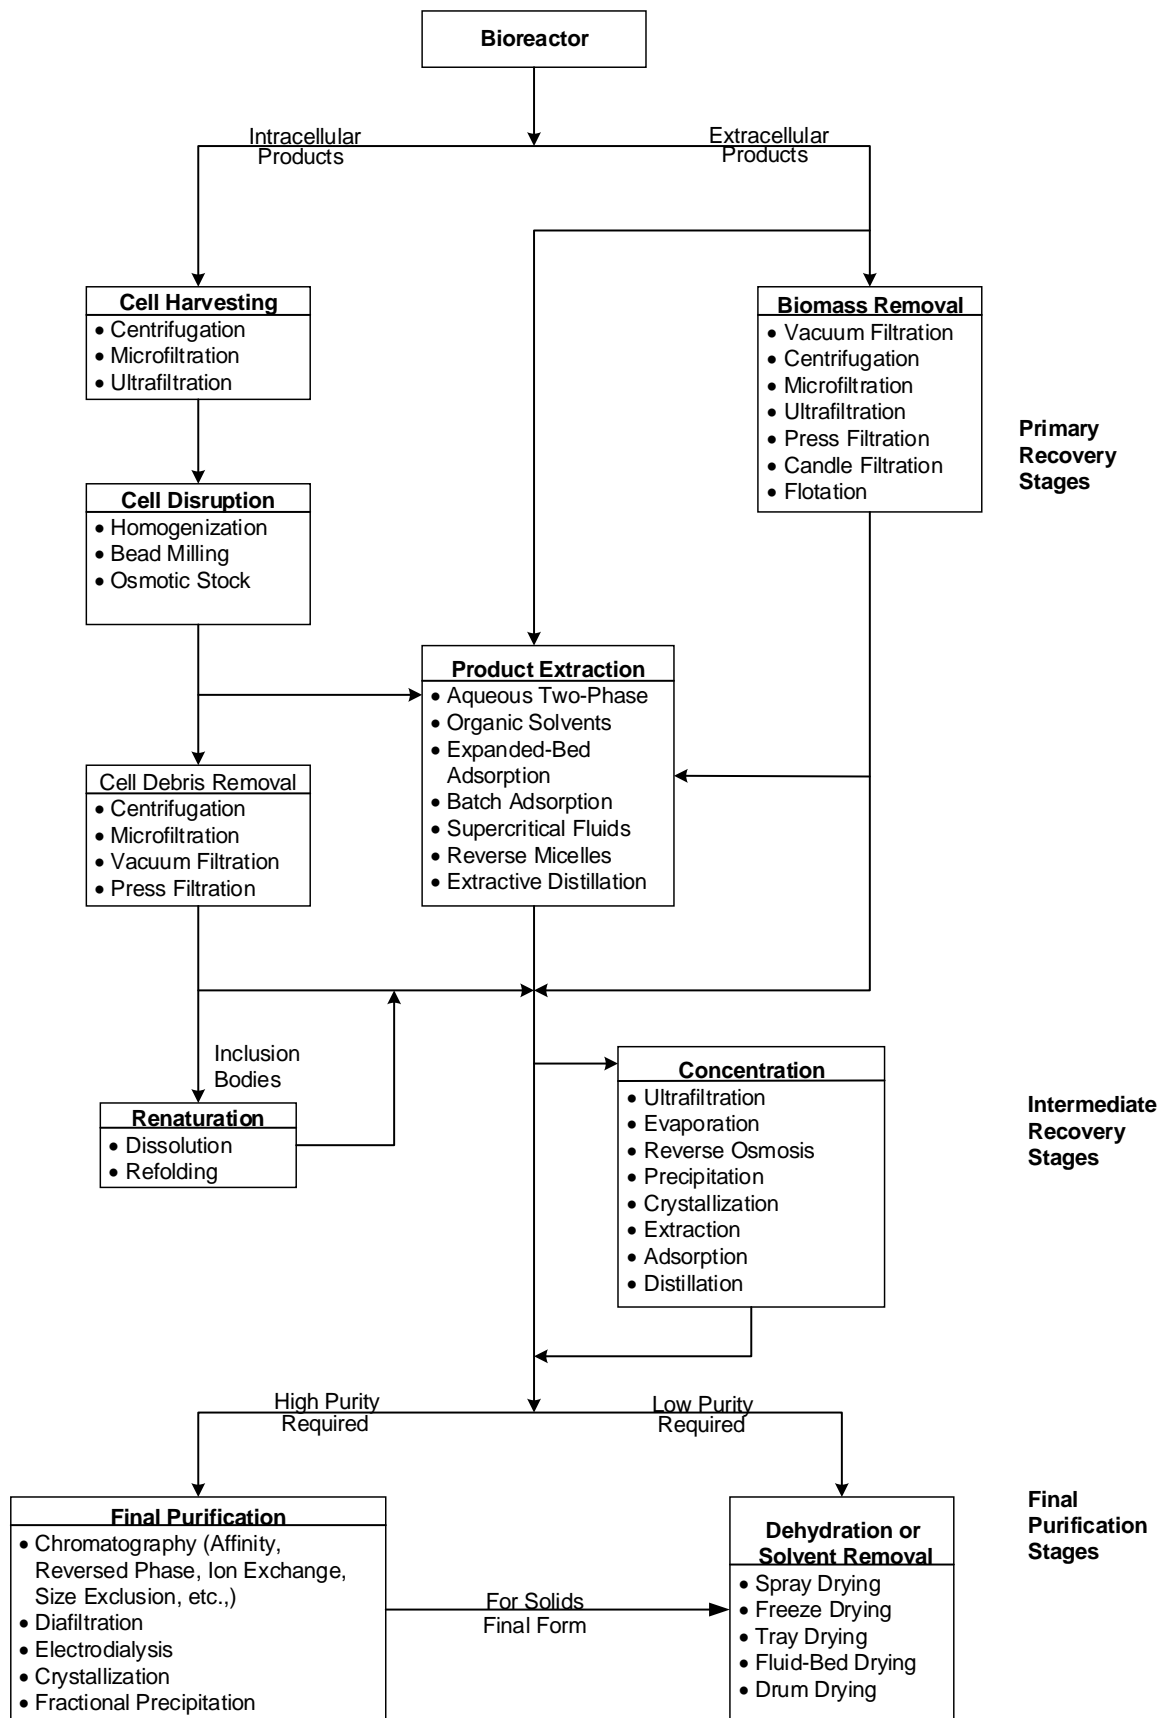 Bioreactor
Intracellular
Products
Extracellular
Products
Cell Harvesting
• Centrifugation
• Microfiltration
• Ultrafiltration
Biomass Removal
• Vacuum Filtration
• Centrifugation
• Microfiltration
• Ultrafiltration
• Press Filtration
• Candle Filtration
• Flotation
Primary
Recovery
Stages
Cell Disruption
• Homogenization
• Bead Milling
• Osmotic Stock
Product Extraction
• Aqueous Two-Phase
• Organic Solvents
• Expanded-Bed
Adsorption
• Batch Adsorption
• Supercritical Fluids
• Reverse Micelles
• Extractive Distillation
Cell Debris Removal
• Centrifugation
• Microfiltration
• Vacuum Filtration
• Press Filtration
Inclusion
Bodies
Renaturation
• Dissolution
• Refolding
Concentration
• Ultrafiltration
• Evaporation
• Reverse Osmosis
• Precipitation
• Crystallization
• Extraction
• Adsorption
• Distillation
Intermediate
Recovery
Stages
High Purity
Required
Low Purity
Required
Final Purification
• Chromatography (Affinity,
Reversed Phase, Ion Exchange,
Size Exclusion, etc.,)
• Diafiltration
• Electrodialysis
• Crystallization
• Fractional Precipitation
For Solids
Final Form
Dehydration or
Solvent Removal
• Spray Drying
• Freeze Drying
• Tray Drying
• Fluid-Bed Drying
• Drum Drying
Final
Purification
Stages